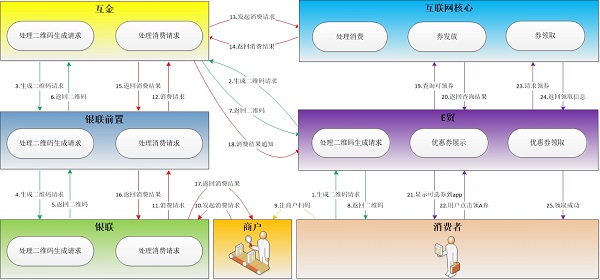 互金
处理二维码生成请求
处理消费请求
13.发起消费请求
14.返回消费结果
互联网核心
处理消费
券发放
券领取
3.生成二维码请求
6.返回二维码
15.返回消费结果
12.消费请求
2.生成二维码请求
7.返回二维码
18.消费结果通知
19.查询可领券
20.返回查询结果
23.请求领券
24.返回领取信息
银联前置
处理二维码生成请求
处理消费请求
E贸
处理二维码生成请求
优惠券展示
优惠券领取
4.生成二维码请求
5.返回二维码
16.返回消费结果
11.消费请求
17.返回消费结果
10.发起消费请求
9.让商户扫码
1.生成二维码请求
8.返回二维码
21.显示可选券到app
22.用户点击领A券
25.领取成功
银联
处理二维码生成请求
处理消费请求
商户
消费者